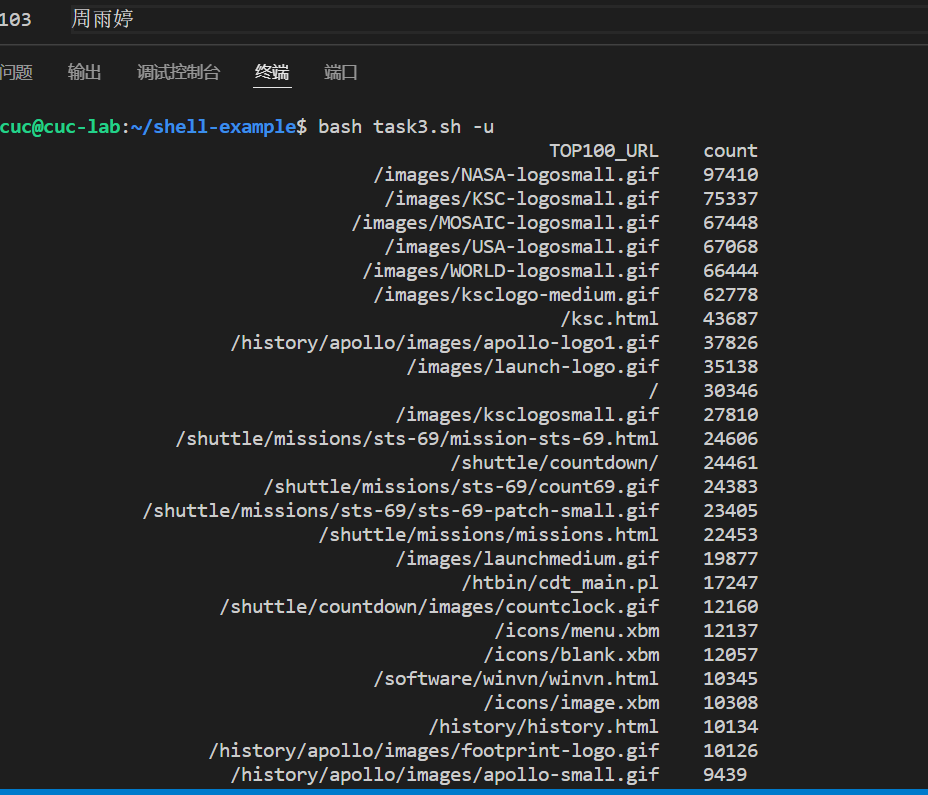 103 周雨婷
问题 输出 调试控制台 终端 端口
cuc@cuc-lab:~/shell-example$ bash task3.sh -u
TOP100_URL count
/images/NASA-logosmall.gif 97410
/images/KSC-logosmall.gif 75337
/images/MOSAIC-logosmall.gif 67448
/images/USA-logosmall.gif 67068
/images/WORLD-logosmall.gif 66444
/images/ksclogo-medium.gif 62778
/ksc.html 43687
/history/apollo/images/apollo-logo1.gif 37826
/images/launch-logo.gif 35138
/ 30346
/images/ksclogosmall.gif 27810
/shuttle/missions/sts-69/mission-sts-69.html 24606
/shuttle/countdown/ 24461
/shuttle/missions/sts-69/count69.gif 24383
/shuttle/missions/sts-69/sts-69-patch-small.gif 23405
/shuttle/missions/missions.html 22453
/images/launchmedium.gif 19877
/htbin/cdt_main.pl 17247
/shuttle/countdown/images/countclock.gif 12160
/icons/menu.xbm 12137
/icons/blank.xbm 12057
/software/winvn/winvn.html 10345
/icons/image.xbm 10308
/history/history.html 10134
/history/apollo/images/footprint-logo.gif 10126
/history/apollo/images/apollo-small.gif 9439